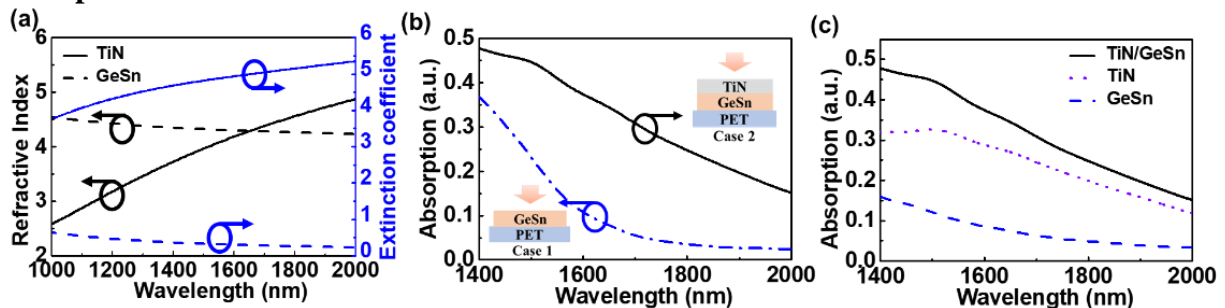 (a)
6
5
4
3
2
Refractive Index
TiN
GeSn
6
5
4
3
2
1
0
Extinction coefficient
1000 1200 1400 1600 1800 2000
Wavelength (nm)
(b)
0.5
0.4
0.3
0.2
0.1
0.0
Absorption (a.u.)
TiN
GeSn
PET
Case 2
GeSn
PET
Case 1
1400 1600 1800 2000
Wavelength (nm)
(c)
0.5
0.4
0.3
0.2
0.1
0.0
Absorption (a.u.)
TiN/GeSn
TiN
GeSn
1400 1600 1800 2000
Wavelength (nm)